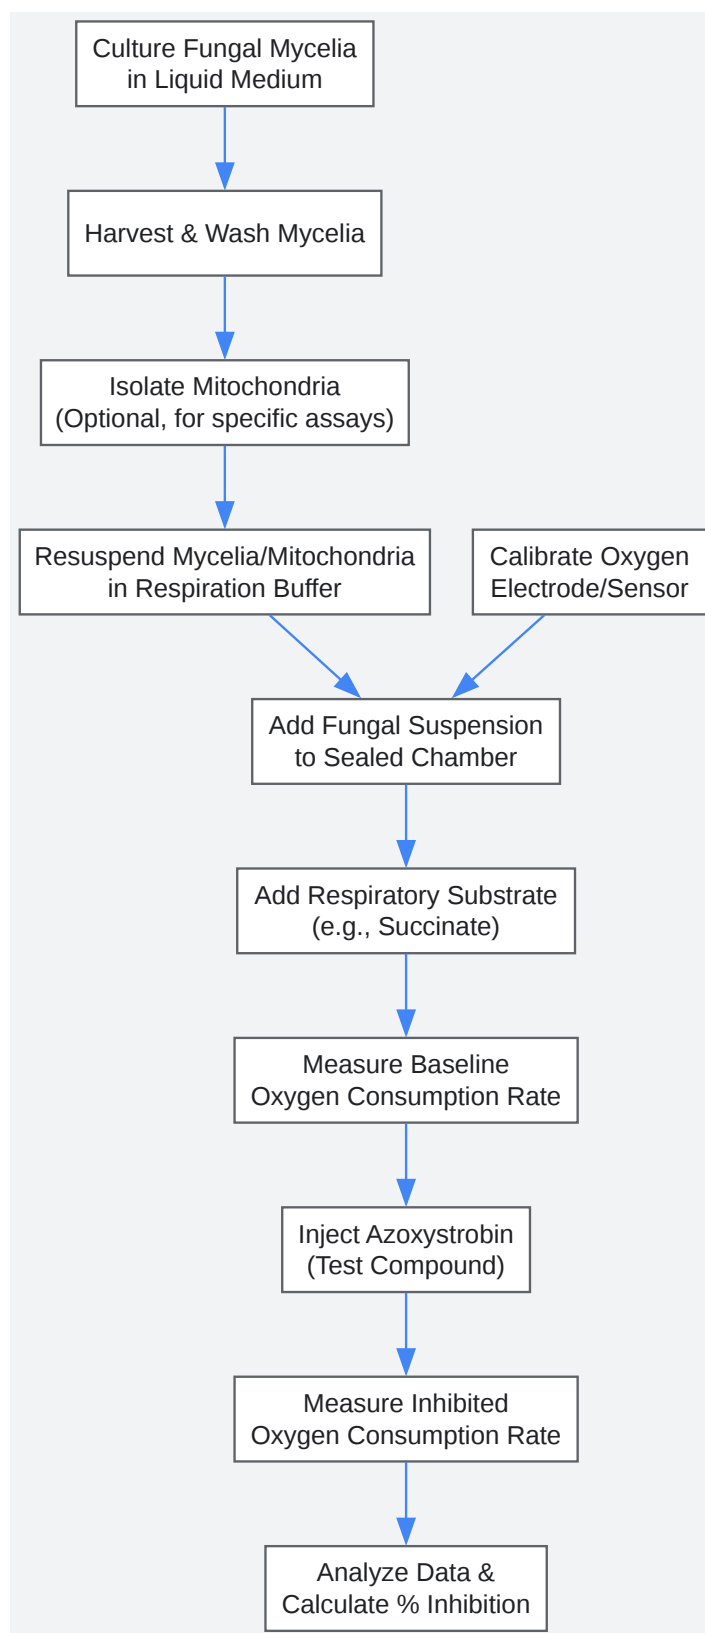 Culture Fungal Mycelia
in Liquid Medium
Harvest & Wash Mycelia
Isolate Mitochondria
(Optional, for specific assays)
Resuspend Mycelia/Mitochondria
in Respiration Buffer
Calibrate Oxygen
Electrode/Sensor
Add Fungal Suspension
to Sealed Chamber
Add Respiratory Substrate
(e.g., Succinate)
Measure Baseline
Oxygen Consumption Rate
Inject Azoxystrobin
(Test Compound)
Measure Inhibited
Oxygen Consumption Rate
Analyze Data &
Calculate % Inhibition